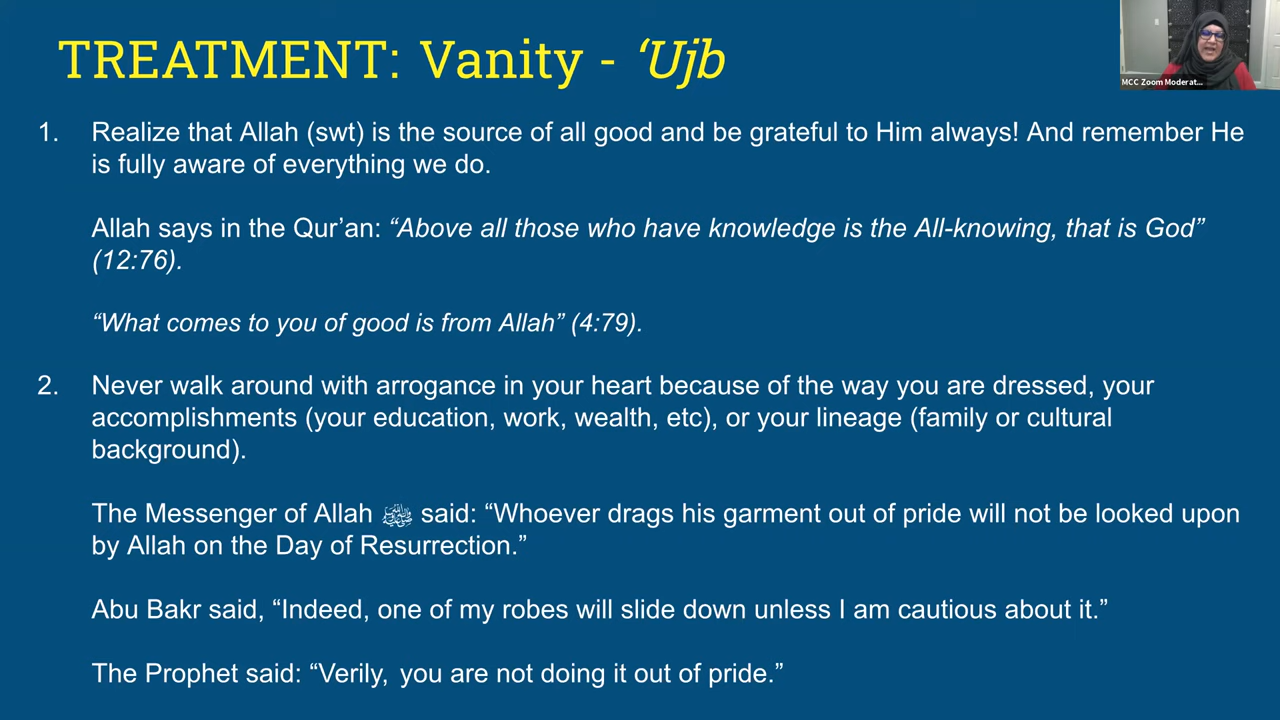 TREATMENT: Vanity - ‘Ujb
MCC Zoom Moderat...
1. Realize that Allah (swt) is the source of all good and be grateful to Him always! And remember He
is fully aware of everything we do.
Allah says in the Qur’an: “Above all those who have knowledge is the All-knowing, that is God”
(12:76).
“What comes to you of good is from Allah” (4:79).
2. Never walk around with arrogance in your heart because of the way you are dressed, your
accomplishments (your education, work, wealth, etc), or your lineage (family or cultural
background).
The Messenger of Allah ﷺ said: “Whoever drags his garment out of pride will not be looked upon
by Allah on the Day of Resurrection.”
Abu Bakr said, “Indeed, one of my robes will slide down unless I am cautious about it.”
The Prophet said: “Verily, you are not doing it out of pride.”